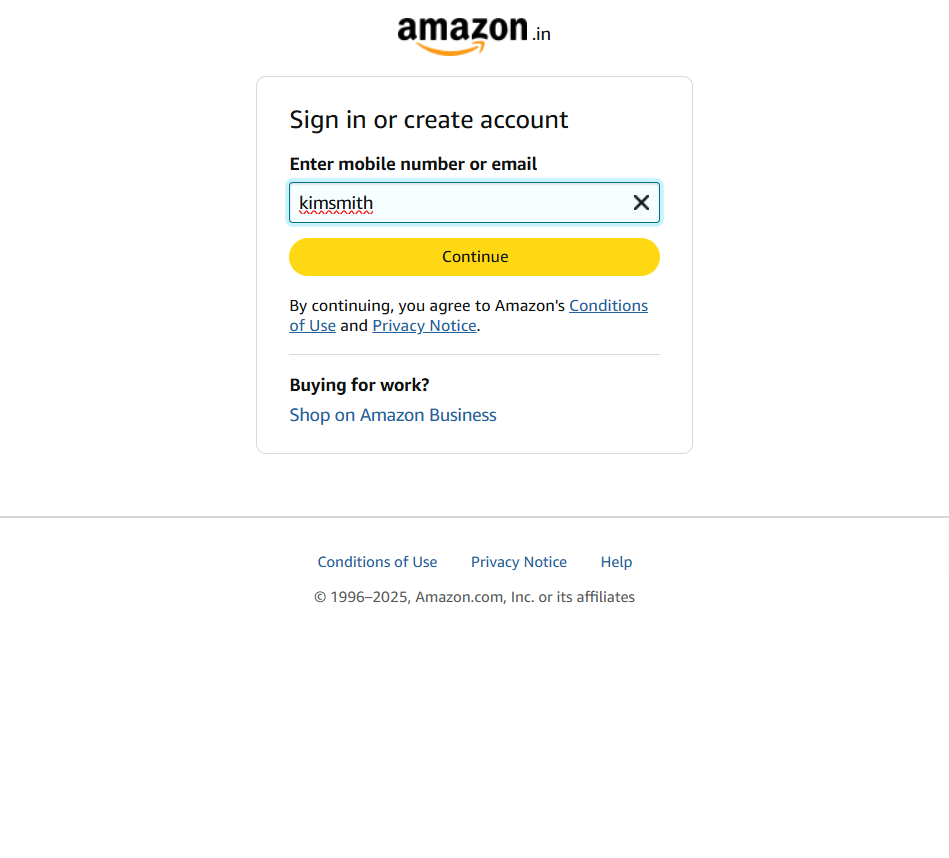 amazon.in
Sign in or create account
Enter mobile number or email
kimsmith
Continue
By continuing, you agree to Amazon's Conditions
of Use and Privacy Notice.
Buying for work?
Shop on Amazon Business
Conditions of Use Privacy Notice Help
© 1996–2025, Amazon.com, Inc. or its affiliates